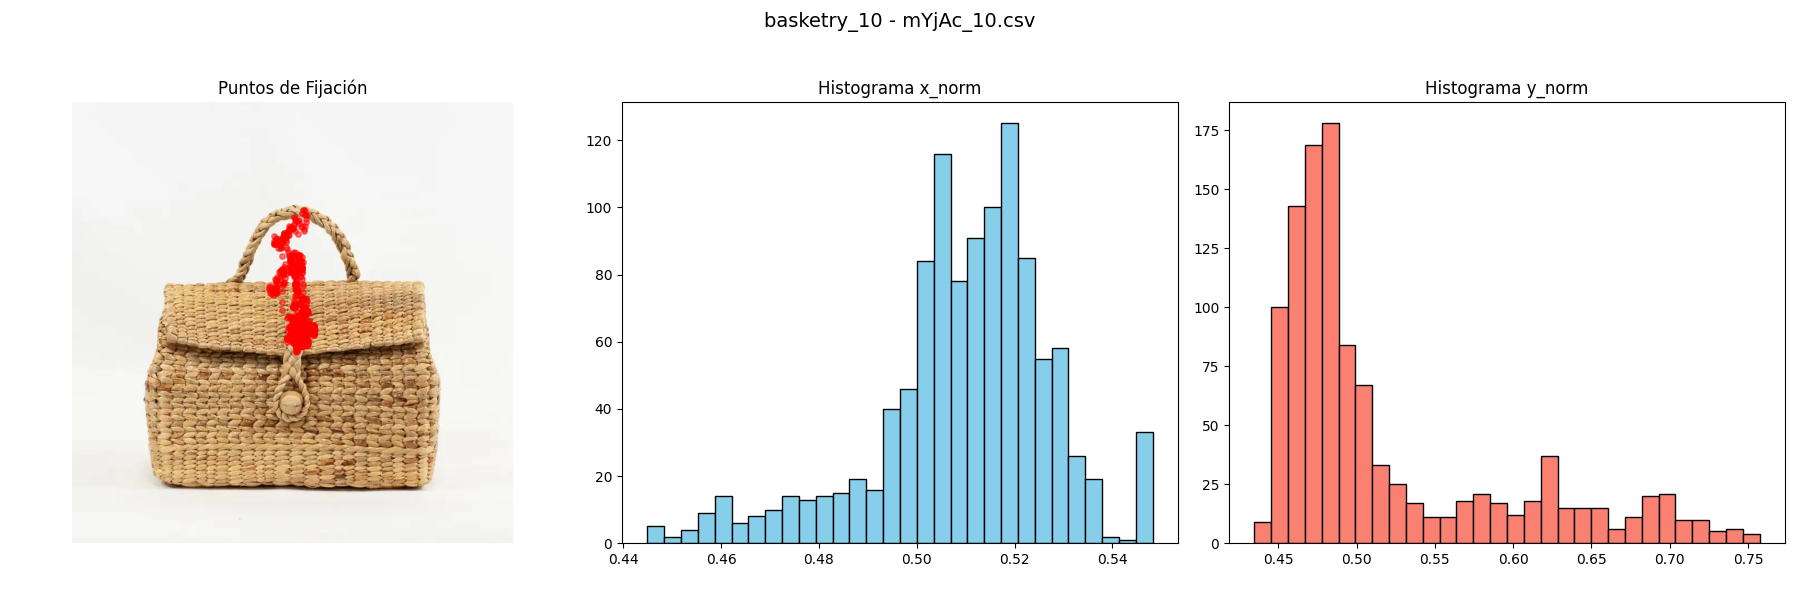 basketry_10 - mYjAc_10.csv
Puntos de Fijación
Histograma x_norm
120
100
80
60
40
20
0
0.44 0.46 0.48 0.50 0.52 0.54
Histograma y_norm
175
150
125
100
75
50
25
0
0.45 0.50 0.55 0.60 0.65 0.70 0.75